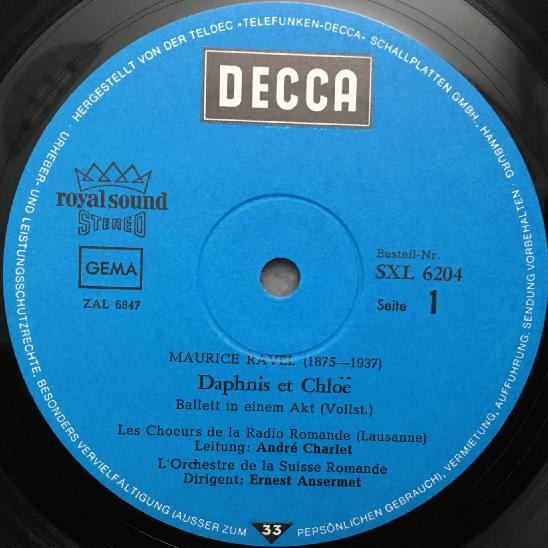 URHEBER- UND LEISTUNGSSCHUTZRECHTE, BESONDERS VERVIELFÄLTIGUNG (AUSSER ZUM PERSÖNLICHEN GEBRAUCH), VERMIETUNG, AUFFÜHRUNG, SENDUNG VORBEHALTEN · HERGESTELLT VON DER TELDEC »TELEFUNKEN-DECCA« SCHALLPLATTEN GMBH., HAMBURG
DECCA
royal sound
STEREO
GEMA
ZAL 6847
Bestell-Nr.
SXL 6204
Seite 1
MAURICE RAVEL (1875—1937)
Daphnis et Chloë
Ballett in einem Akt (Vollst.)
Les Choeurs de la Radio Romande (Lausanne)
Leitung: André Charlet
L'Orchestre de la Suisse Romande
Dirigent: Ernest Ansermet
33